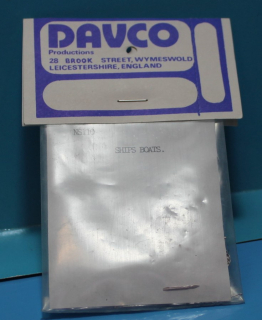 DAVCO
Productions
28 BROOK STREET, WYMESWOLD
LEICESTERSHIRE, ENGLAND
SHIPS BOATS.